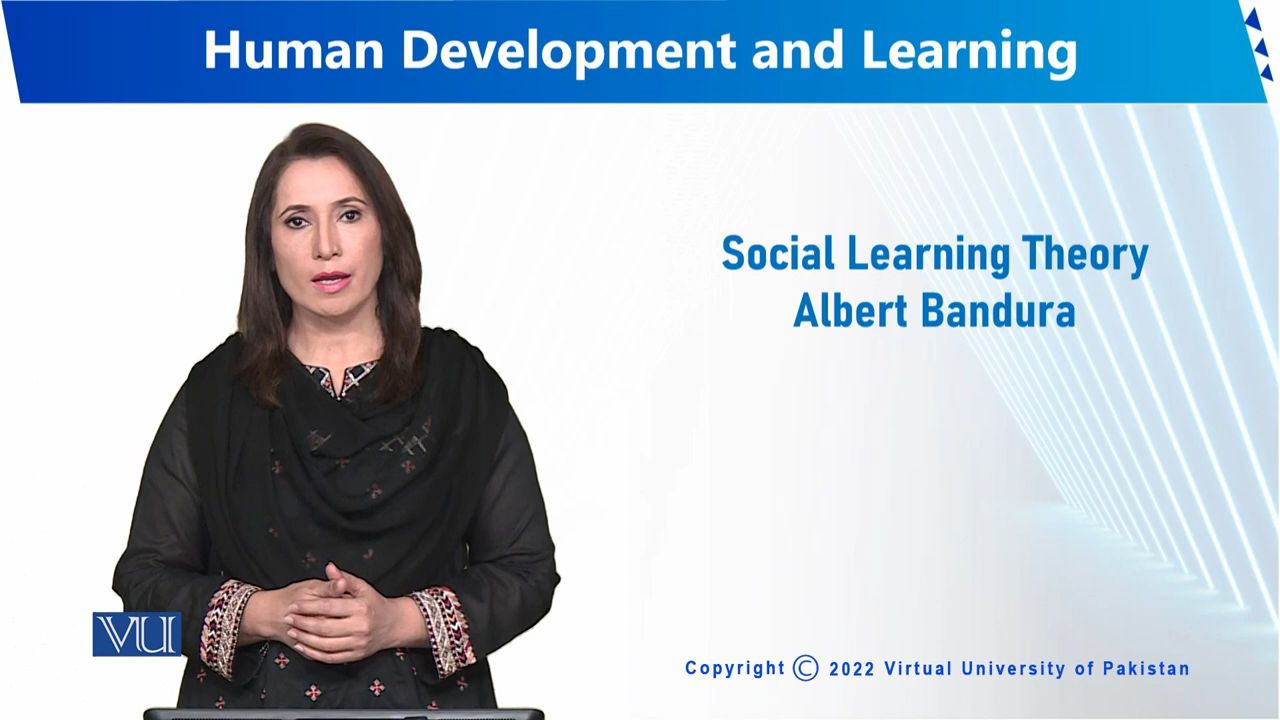 Human Development and Learning
Social Learning Theory
Albert Bandura
VU
Copyright © 2022 Virtual University of Pakistan